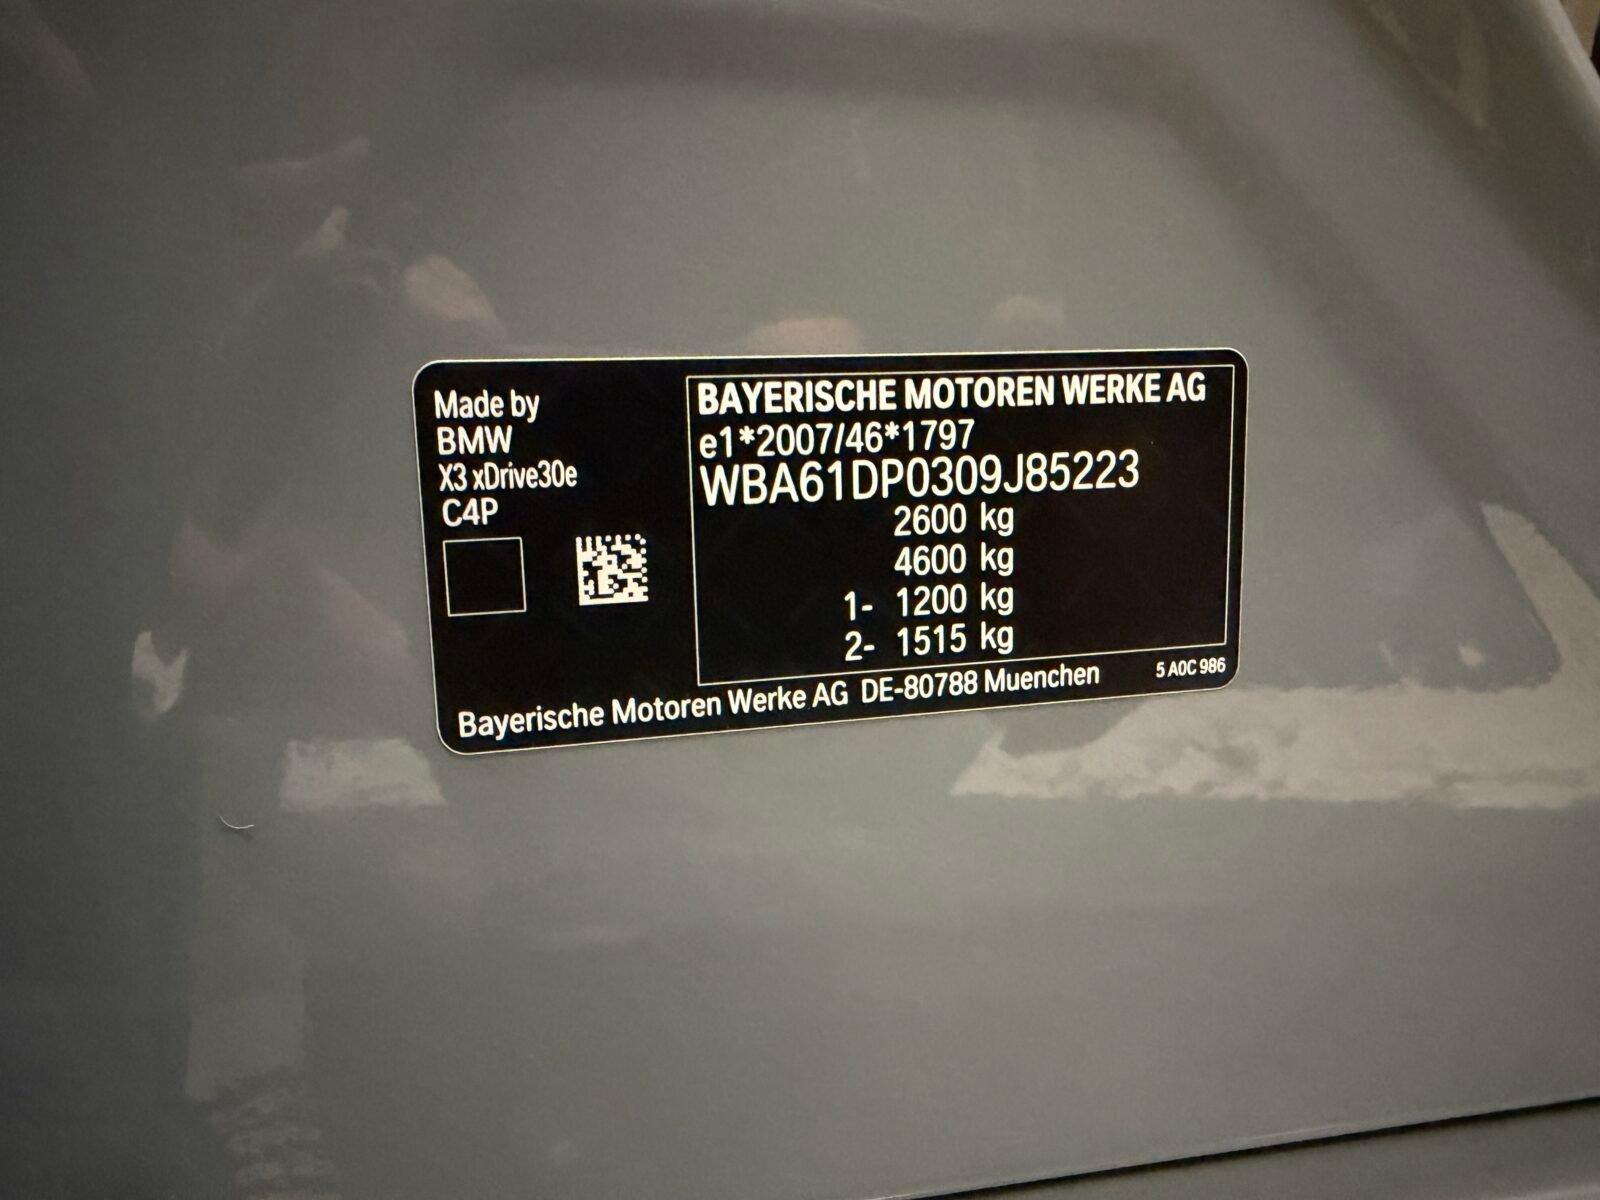 Made by
BMW
X3 xDrive30e
C4P
BAYERISCHE MOTOREN WERKE AG
e1*2007/46*1797
WBA61DP0309J85223
2600 kg
4600 kg
1- 1200 kg
2- 1515 kg
Bayerische Motoren Werke AG DE-80788 Muenchen
5 A0C 986